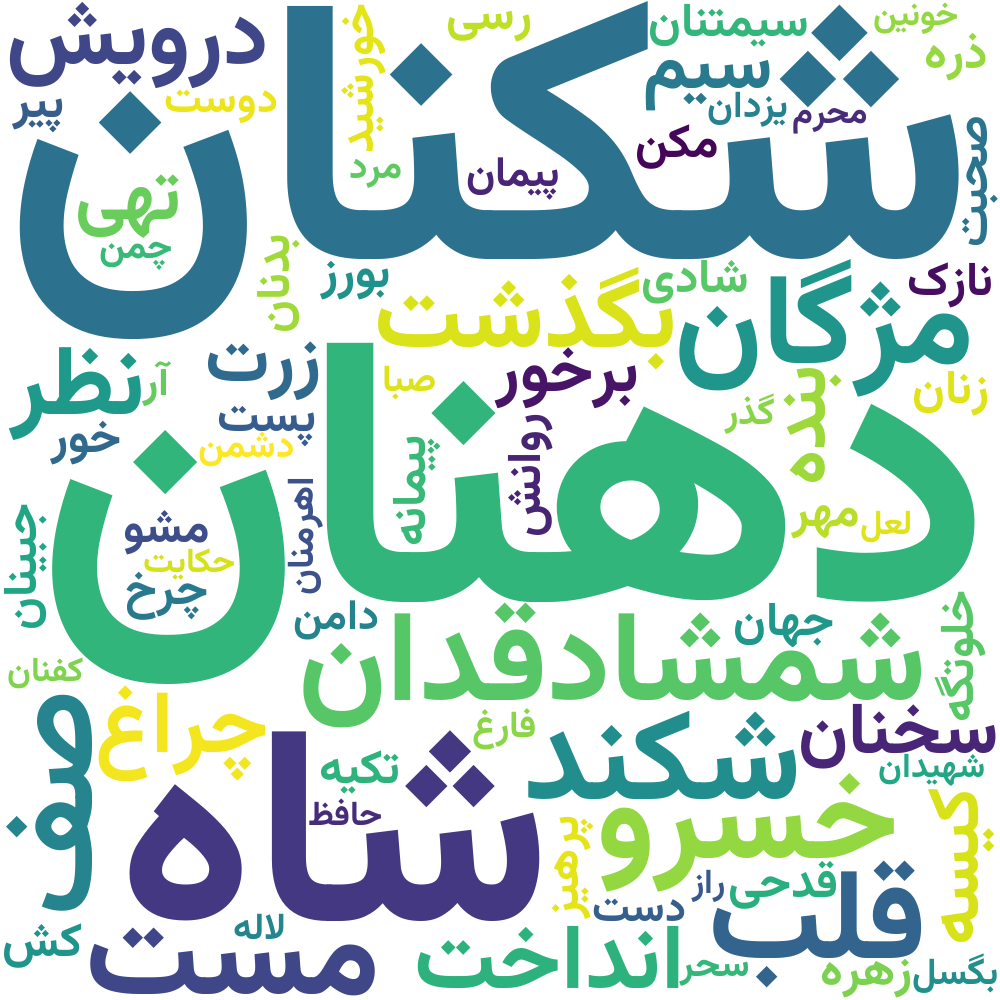 درویش
خورشید
رسی
شکنان
سیمتنان
خونین
ذره
سیم
یزدان
محرم
مکن
پیر
دوست
مرد
پیمان
صحبت
تهی
چمن
بدنان
بورز
بگذشت
شادی
مژگان
نازک
نظر
آر
زرت
صبا
برخور
دهنان
گذر
بنده
زنان
پست
خور
دشمن
پیمانه
روانش
مهر
لعل
جبینان
مشو
حکایت
چرخ
اهرمنان
دامن
جهان
خلوتگه
شمشادقدان
کفنان
صف
چراغ
فارغ
شکند
سخنان
شهیدان
شاه
تکیه
حافظ
خسرو
کیسه
پرهیز
دست
راز
قدحی
قلب
کش
مست
لاله
انداخت
سحر
زهره
بگسل